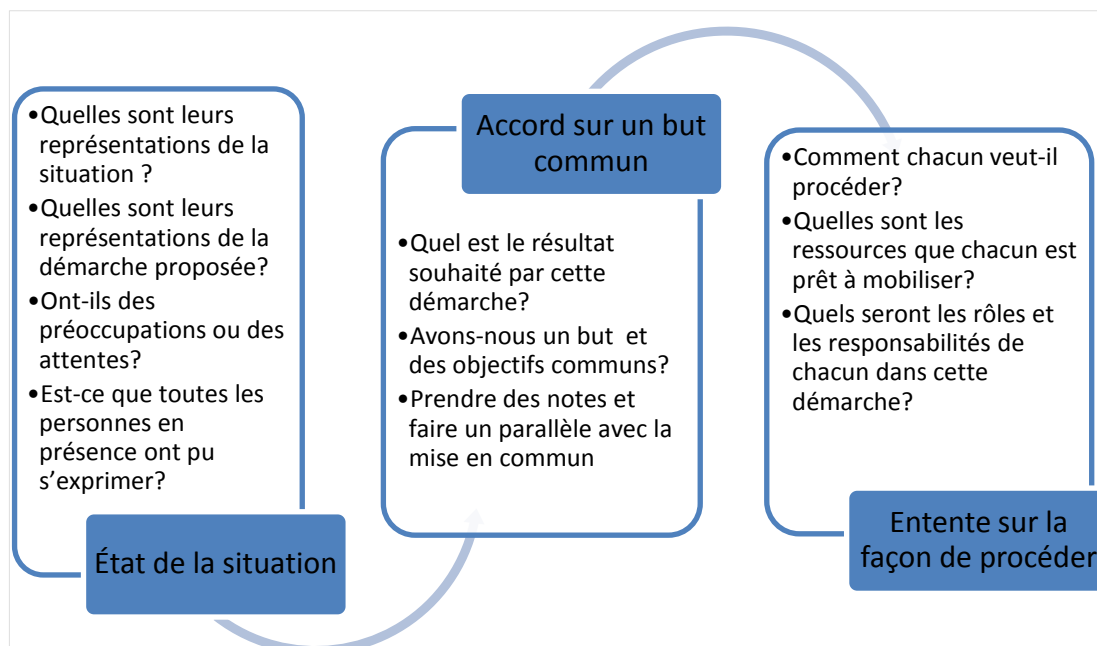 •Quelles sont leurs
représentations de la
situation ?
•Quelles sont leurs
représentations de la
démarche proposée?
•Ont-ils des
préoccupations ou des
attentes?
•Est-ce que toutes les
personnes en
présence ont pu
s’exprimer?
État de la situation
Accord sur un but
commun
•Quel est le résultat
souhaité par cette
démarche?
•Avons-nous un but  et
des objectifs communs?
•Prendre des notes et
faire un parallèle avec la
mise en commun
•Comment chacun veut-il
procéder?
•Quelles sont les
ressources que chacun est
prêt à mobiliser?
•Quels seront les rôles et
les responsabilités de
chacun dans cette
démarche?
Entente sur la
façon de procéder